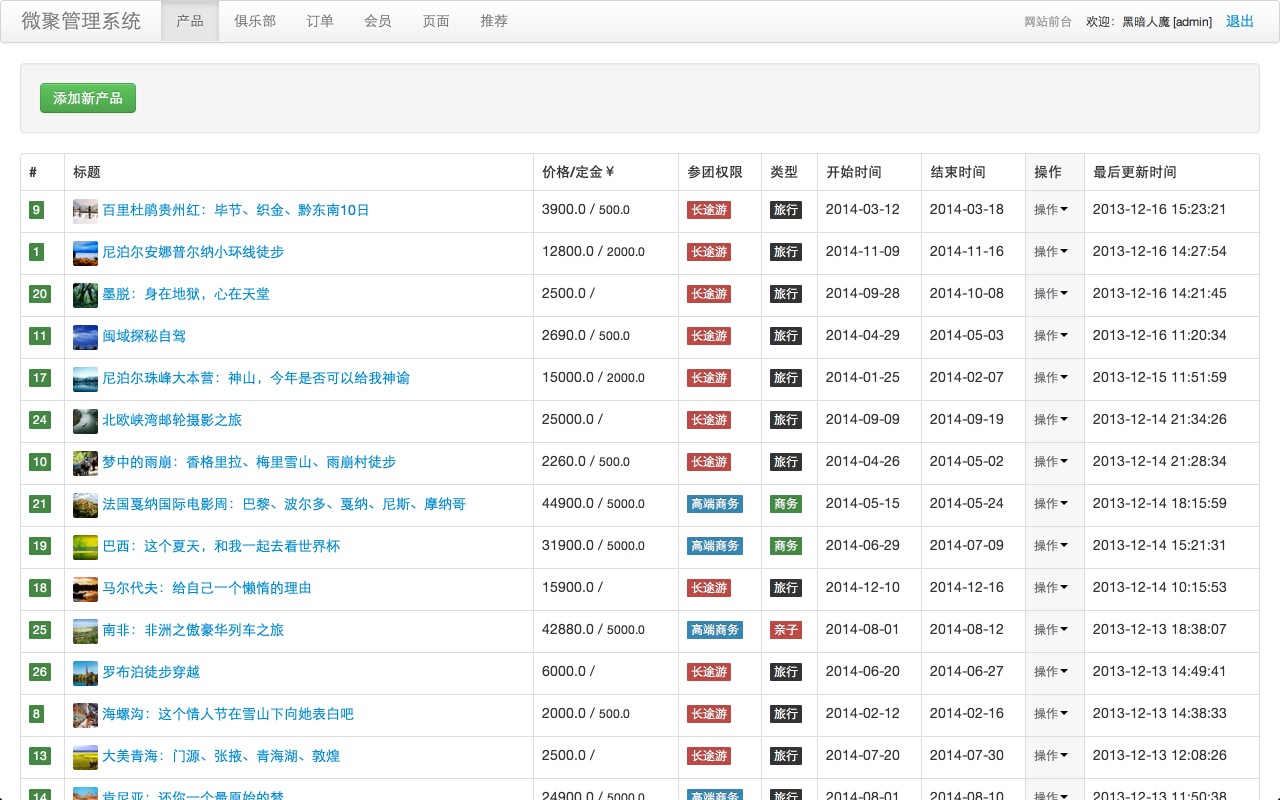 微聚管理系统 产品 俱乐部 订单 会员 页面 推荐 网站前台 欢迎：黑暗人魔 [admin] 退出
添加新产品
# 标题 价格/定金￥ 参团权限 类型 开始时间 结束时间 操作 最后更新时间
9 百里杜鹃贵州红：毕节、织金、黔东南10日 3900.0 / 500.0 长途游 旅行 2014-03-12 2014-03-18 操作 2013-12-16 15:23:21
1 尼泊尔安娜普尔纳小环线徒步 12800.0 / 2000.0 长途游 旅行 2014-11-09 2014-11-16 操作 2013-12-16 14:27:54
20 墨脱：身在地狱，心在天堂 2500.0 / 长途游 旅行 2014-09-28 2014-10-08 操作 2013-12-16 14:21:45
11 闽域探秘自驾 2690.0 / 500.0 长途游 旅行 2014-04-29 2014-05-03 操作 2013-12-16 11:20:34
17 尼泊尔珠峰大本营：神山，今年是否可以给我神谕 15000.0 / 2000.0 长途游 旅行 2014-01-25 2014-02-07 操作 2013-12-15 11:51:59
24 北欧峡湾邮轮摄影之旅 25000.0 / 长途游 旅行 2014-09-09 2014-09-19 操作 2013-12-14 21:34:26
10 梦中的雨崩：香格里拉、梅里雪山、雨崩村徒步 2260.0 / 500.0 长途游 旅行 2014-04-26 2014-05-02 操作 2013-12-14 21:28:34
21 法国戛纳国际电影周：巴黎、波尔多、戛纳、尼斯、摩纳哥 44900.0 / 5000.0 高端商务 商务 2014-05-15 2014-05-24 操作 2013-12-14 18:15:59
19 巴西：这个夏天，和我一起去看世界杯 31900.0 / 5000.0 高端商务 商务 2014-06-29 2014-07-09 操作 2013-12-14 15:21:31
18 马尔代夫：给自己一个懒惰的理由 15900.0 / 长途游 旅行 2014-12-10 2014-12-16 操作 2013-12-14 10:15:53
25 南非：非洲之傲豪华列车之旅 42880.0 / 5000.0 高端商务 亲子 2014-08-01 2014-08-12 操作 2013-12-13 18:38:07
26 罗布泊徒步穿越 6000.0 / 长途游 旅行 2014-06-20 2014-06-27 操作 2013-12-13 14:49:41
8 海螺沟：这个情人节在雪山下向她表白吧 2000.0 / 500.0 长途游 旅行 2014-02-12 2014-02-16 操作 2013-12-13 14:38:33
13 大美青海：门源、张掖、青海湖、敦煌 2500.0 / 长途游 旅行 2014-07-20 2014-07-30 操作 2013-12-13 12:08:26
14 肯尼亚：还你一个最原始的梦 24900.0 / 5000.0 高端商务 旅行 2014-08-01 2014-08-10 操作 2013-12-13 11:50:38